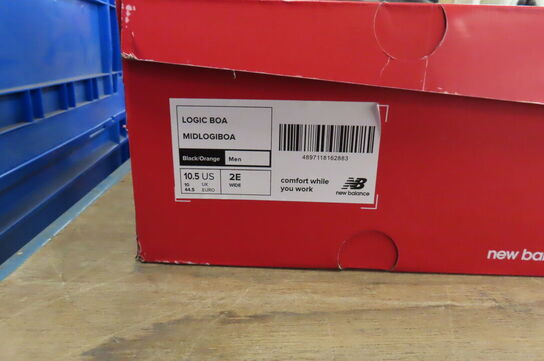 LOGIC BOA
MIDLOGIBOA
Black/Orange Men
10.5 US
10 UK
44.5 EURO
2E
WIDE
4897118162883
comfort while
you work
NB
new balance
new bal